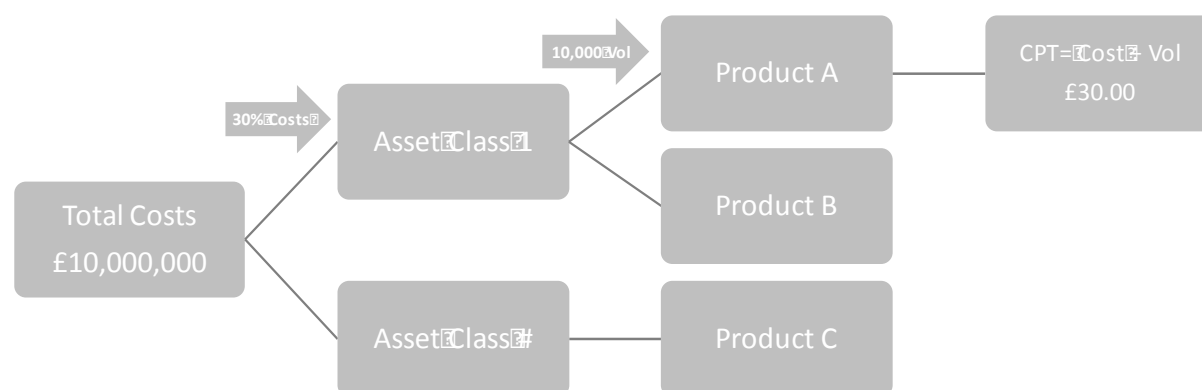 Total Costs
£10,000,000
30% Costs
Asset Class 1
Asset Class #
10,000 Vol
Product A
Product B
Product C
CPT= Cost ÷ Vol
£30.00